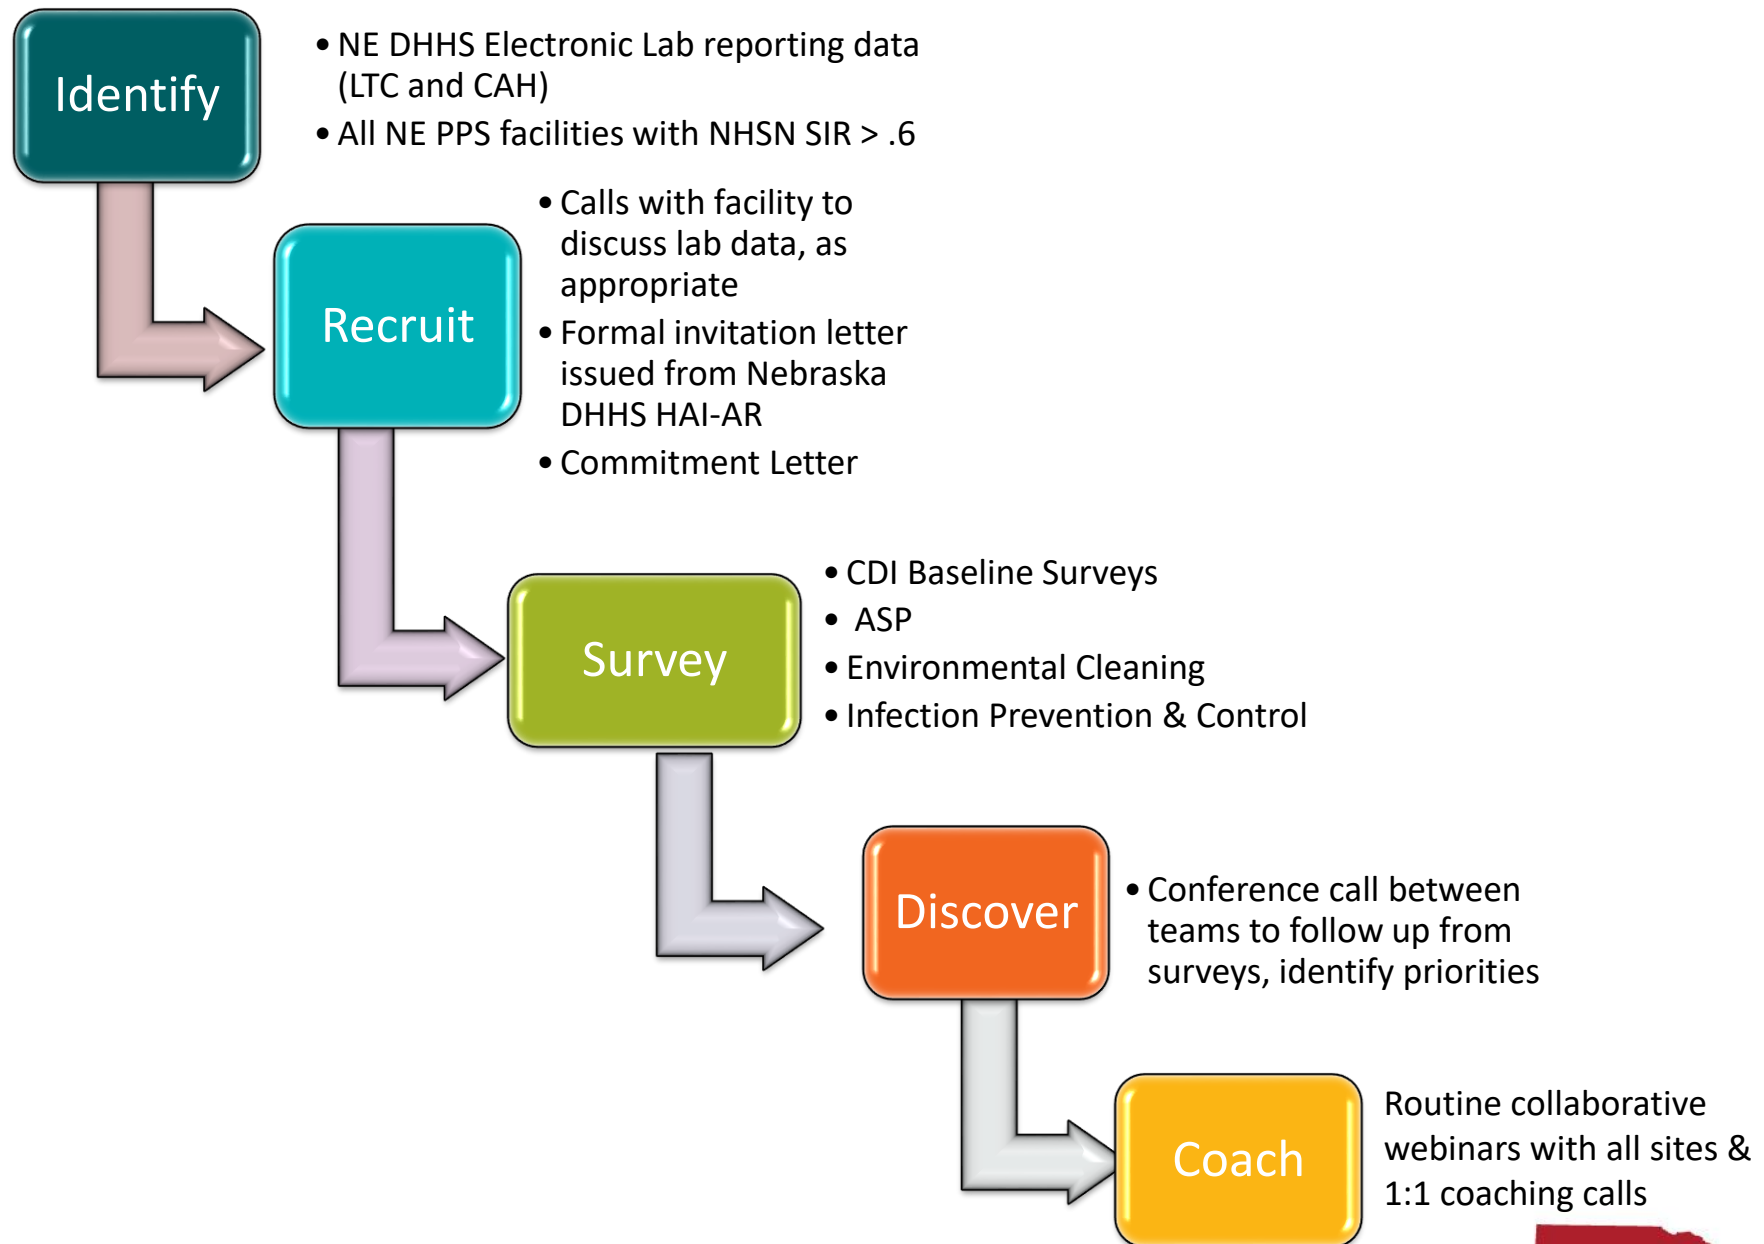 Identify
• NE DHHS Electronic Lab reporting data
(LTC and CAH)
• All NE PPS facilities with NHSN SIR > .6
Recruit
• Calls with facility to
discuss lab data, as
appropriate
• Formal invitation letter
issued from Nebraska
DHHS HAI-AR
• Commitment Letter
Survey
• CDI Baseline Surveys
• ASP
• Environmental Cleaning
• Infection Prevention & Control
Discover
• Conference call between
teams to follow up from
surveys, identify priorities
Coach
Routine collaborative
webinars with all sites &
1:1 coaching calls